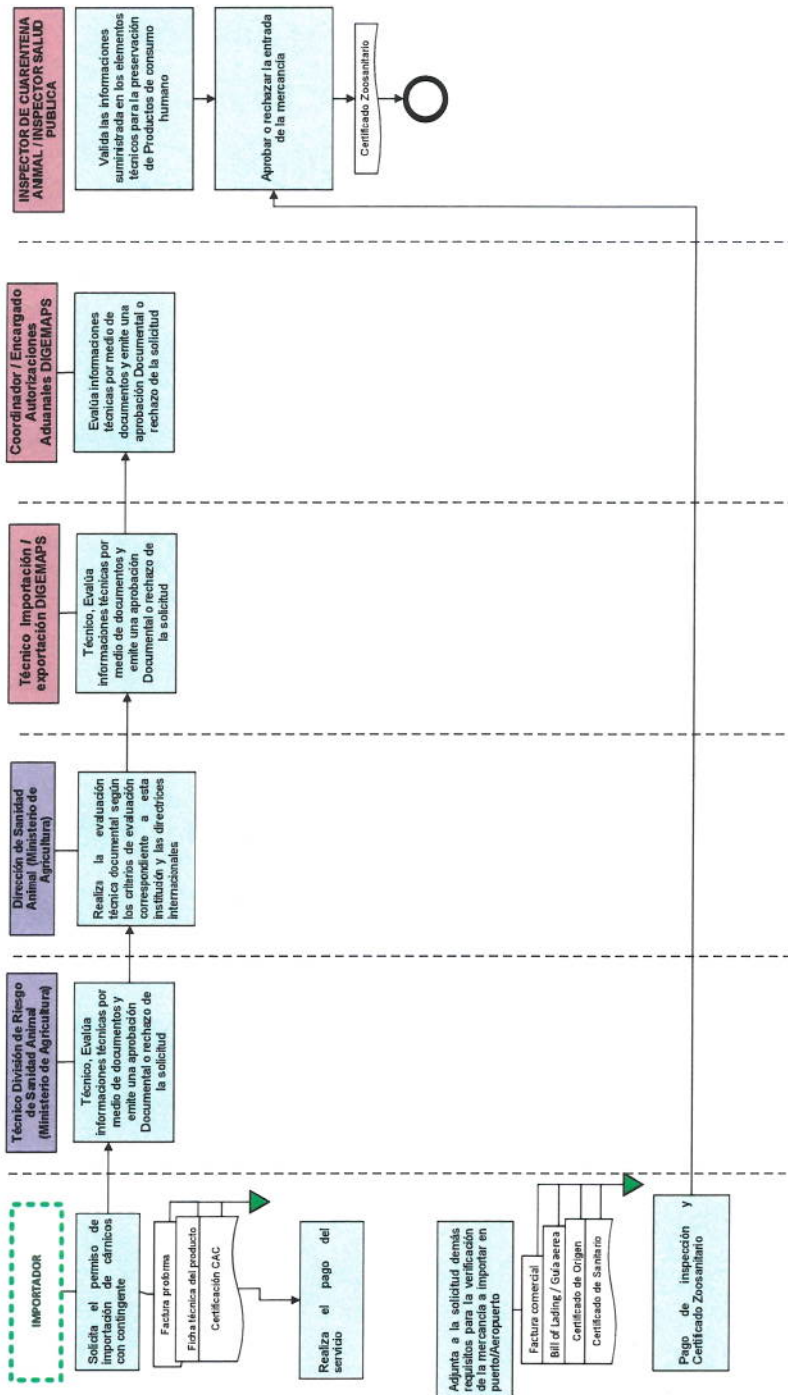 IMPORTADOR
Solicita el permiso de
importación de cárnicos
con contingente
Factura proforma
Ficha técnica del producto
Certificación CAC
Realiza el pago del
servicio
Adjunta a la solicitud demás
requisitos para la verificación
de la mercancía a importar en
puerto/Aeropuerto
Factura comercial
Bill of Lading / Guía aerea
Certificado de Origen
Certificado de Sanitario
Pago de inspección y
Certificado Zoosanitario
Técnico División de Riesgo
de Sanidad Animal
(Ministerio de Agricultura)
Técnico, Evalúa
informaciones técnicas por
medio de documentos y
emite una aprobación
Documental o rechazo de
la solicitud
Dirección de Sanidad
Animal (Ministerio de
Agricultura)
Realiza la evaluación
técnica documental según
los criterios de evaluación
correspondiente a esta
institución y las directrices
internacionales
Técnico Importación /
exportación DIGEMAPS
Técnico, Evalúa
informaciones técnicas por
medio de documentos y
emite una aprobación
Documental o rechazo de
la solicitud
Coordinador / Encargado
Autorizaciones
Aduanales DIGEMAPS
Evalúa informaciones
técnicas por medio de
documentos y emite una
aprobación Documental o
rechazo de la solicitud
INSPECTOR DE CUARENTENA
ANIMAL / INSPECTOR SALUD
PUBLICA
Valida las informaciones
suministrada en los elementos
técnicos para la preservación
de Productos de consumo
humano
Aprobar o rechazar la entrada
de la mercancía
Certificado Zoosanitario